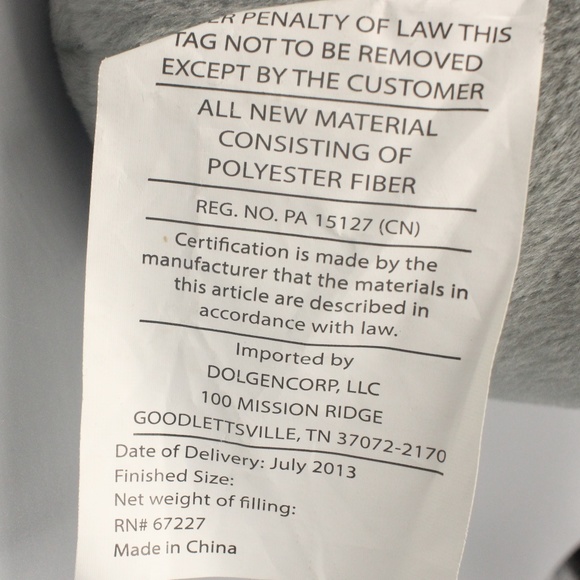 PENALTY OF LAW THIS
TAG NOT TO BE REMOVED
EXCEPT BY THE CUSTOMER
ALL NEW MATERIAL
CONSISTING OF
POLYESTER FIBER
REG. NO. PA 15127 (CN)
Certification is made by the
manufacturer that the materials in
this article are described in
accordance with law.
Imported by
DOLGENCORP, LLC
100 MISSION RIDGE
GOODLETTSVILLE, TN 37072-2170
Date of Delivery: July 2013
Finished Size:
Net weight of filling:
RN# 67227
Made in China